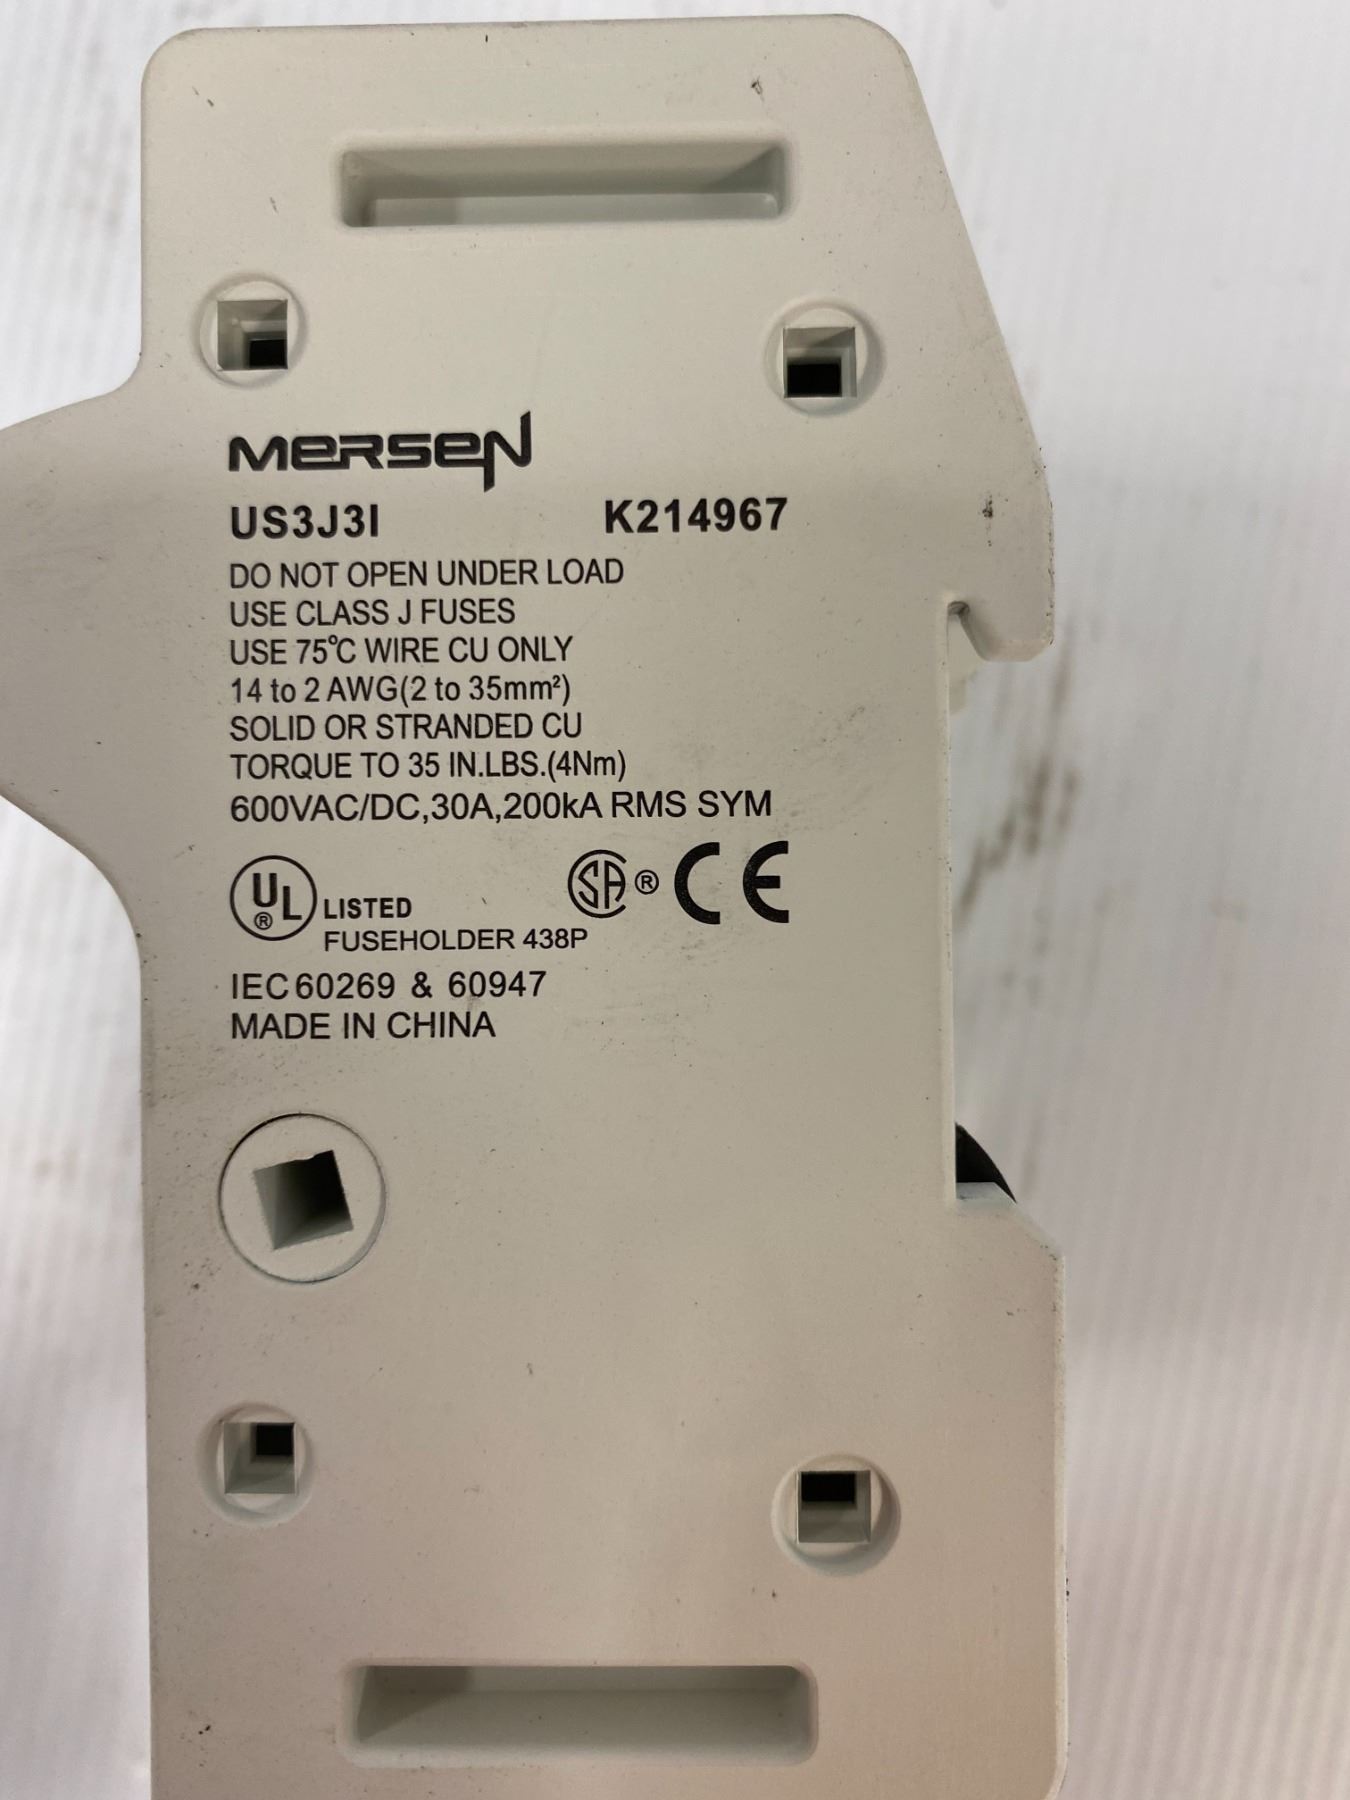 MERSEN
US3J3I K214967
DO NOT OPEN UNDER LOAD
USE CLASS J FUSES
USE 75°C WIRE CU ONLY
14 to 2 AWG(2 to 35mm²)
SOLID OR STRANDED CU
TORQUE TO 35 IN.LBS.(4Nm)
600VAC/DC,30A,200kA RMS SYM
UL® LISTED SA® CE
FUSEHOLDER 438P
IEC 60269 & 60947
MADE IN CHINA